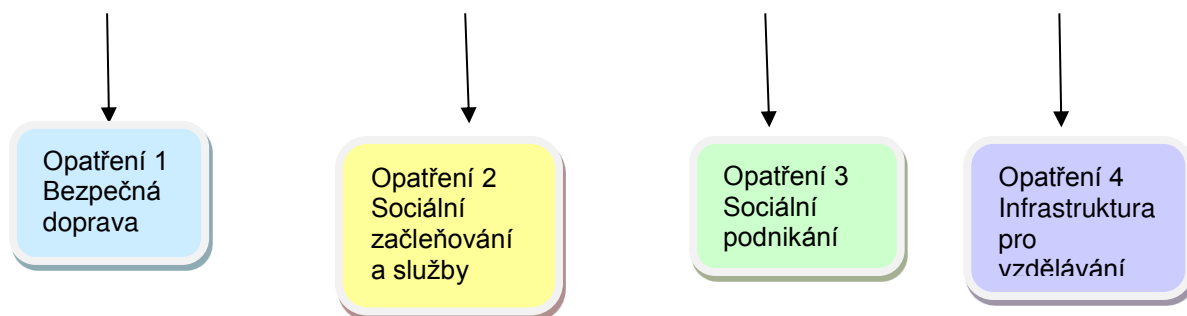 Opatření 1
Bezpečná
doprava
Opatření 2
Sociální
začleňování
a služby
Opatření 3
Sociální
podnikání
Opatření 4
Infrastruktura
pro
vzdělávání